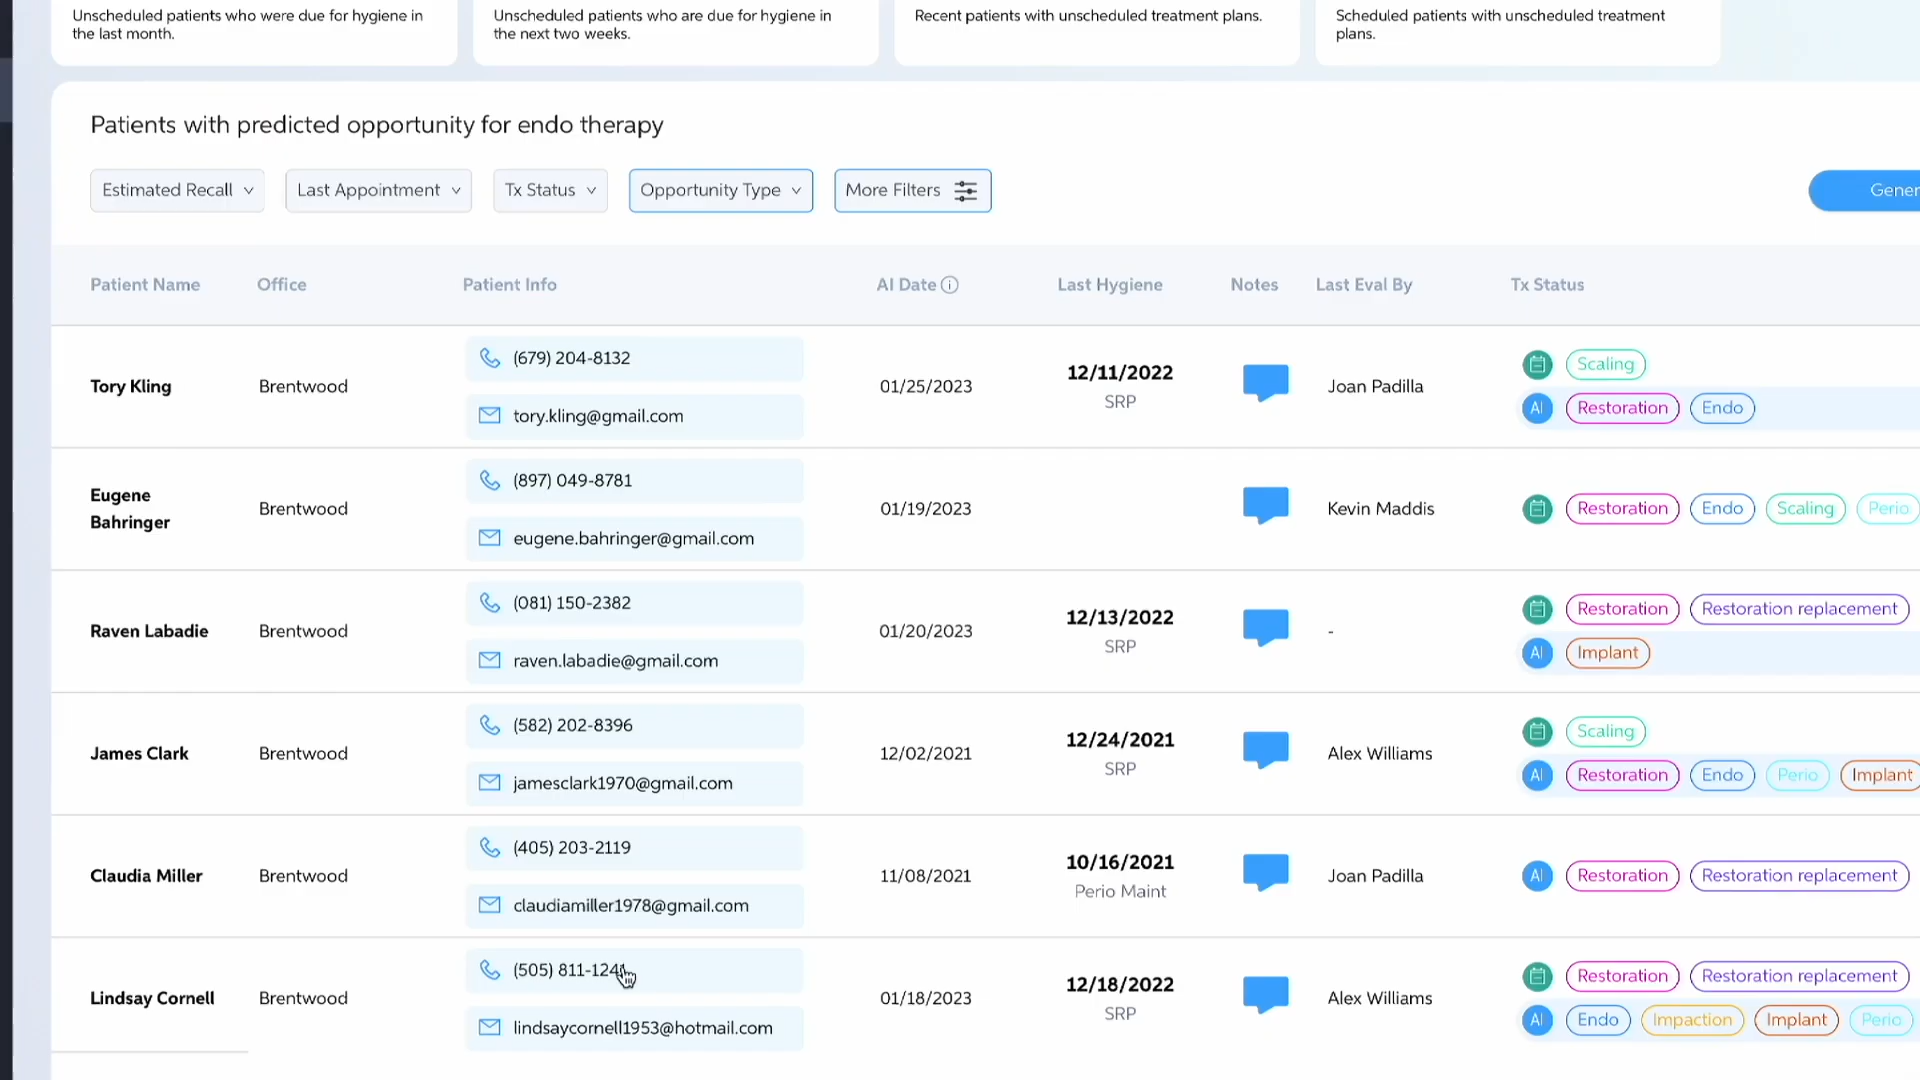 Unscheduled patients who were due for hygiene in
the last month.
Unscheduled patients who are due for hygiene in
the next two weeks.
Recent patients with unscheduled treatment plans.
Scheduled patients with unscheduled treatment
plans.
Patients with predicted opportunity for endo therapy
Estimated Recall
Last Appointment
Tx Status
Opportunity Type
More Filters
Patient Name
Office
Patient Info
AI Date
Last Hygiene
Notes
Last Eval By
Tx Status
Tory Kling
Brentwood
(679) 204-8132
tory.kling@gmail.com
01/25/2023
12/11/2022
SRP
Joan Padilla
Scaling
AI Restoration Endo
Eugene
Bahringer
Brentwood
(897) 049-8781
eugene.bahringer@gmail.com
01/19/2023
Kevin Maddis
Restoration Endo Scaling Perio
Raven Labadie
Brentwood
(081) 150-2382
raven.labadie@gmail.com
01/20/2023
12/13/2022
SRP
-
Restoration Restoration replacement
AI Implant
James Clark
Brentwood
(582) 202-8396
jamesclark1970@gmail.com
12/02/2021
12/24/2021
SRP
Alex Williams
Scaling
AI Restoration Endo Perio Implant
Claudia Miller
Brentwood
(405) 203-2119
claudiamiller1978@gmail.com
11/08/2021
10/16/2021
Perio Maint
Joan Padilla
AI Restoration Restoration replacement
Lindsay Cornell
Brentwood
(505)
lindsaycornell1953@hotmail.com
01/18/2023
12/18/2022
SRP
Alex Williams
Restoration Restoration replacement
AI Endo Impaction Implant Perio